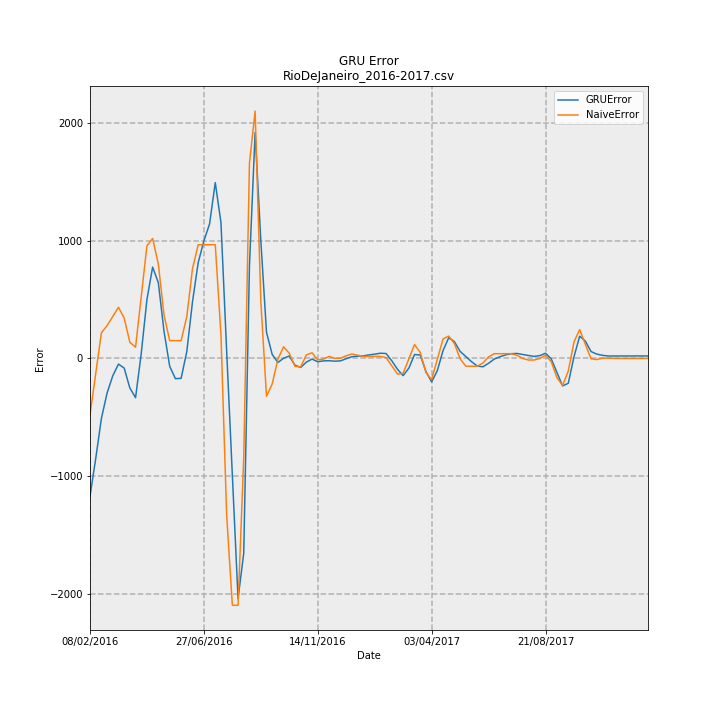 GRU Error
RioDeJaneiro_2016-2017.csv
GRUError
NaiveError
2000
1000
0
−1000
−2000
Error
08/02/2016
27/06/2016
14/11/2016
03/04/2017
21/08/2017
Date